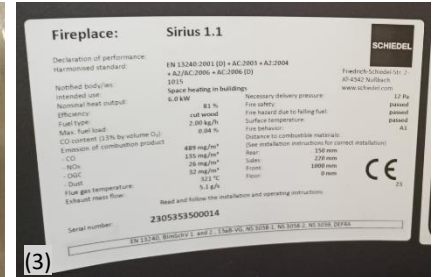 Fireplace: Sirius 1.1
SCHIEDEL
Declaration of performance:
Harmonised standard: EN 13240:2001 (D) + AC:2003 + A2:2004
+ A2/AC:2006 + AC:2006 (D)
Friedrich-Schiedel Str. 2-
Notified body/ies: 1015
AT-4542 Nußbach
Intended use: Space heating in buildings
www.schiedel.com
Nominal heat output: 6.0 kW Necessary delivery pressure: 12 Pa
Efficiency: 81 % Fire safety: passed
Fuel type: cut wood Fire hazard due to falling fuel: passed
Max. fuel load: 2.00 kg/h Surface temperature: passed
CO content (13% by volume O₂): 0.04 % Fire behavior: A1
Emission of combustion product Distance to combustible materials:
- CO 489 mg/m³ (See installation instructions for correct installation)
- NOx 135 mg/m³ Rear: 150 mm
- OGC 26 mg/m³ Sides: 220 mm
- Dust 32 mg/m³ Front: 1000 mm
Flue gas temperature: 321 °C Floor: 0 mm
Exhaust mass flow: 5.1 g/s
CE
23
Read and follow the installation and operating instructions.
Serial number: 2305353500014
EN 13240, BImSchV 1. and 2., 15aB-VG, NS 3058-1, NS 3058-2, NS 3059, DEFRA
(3)